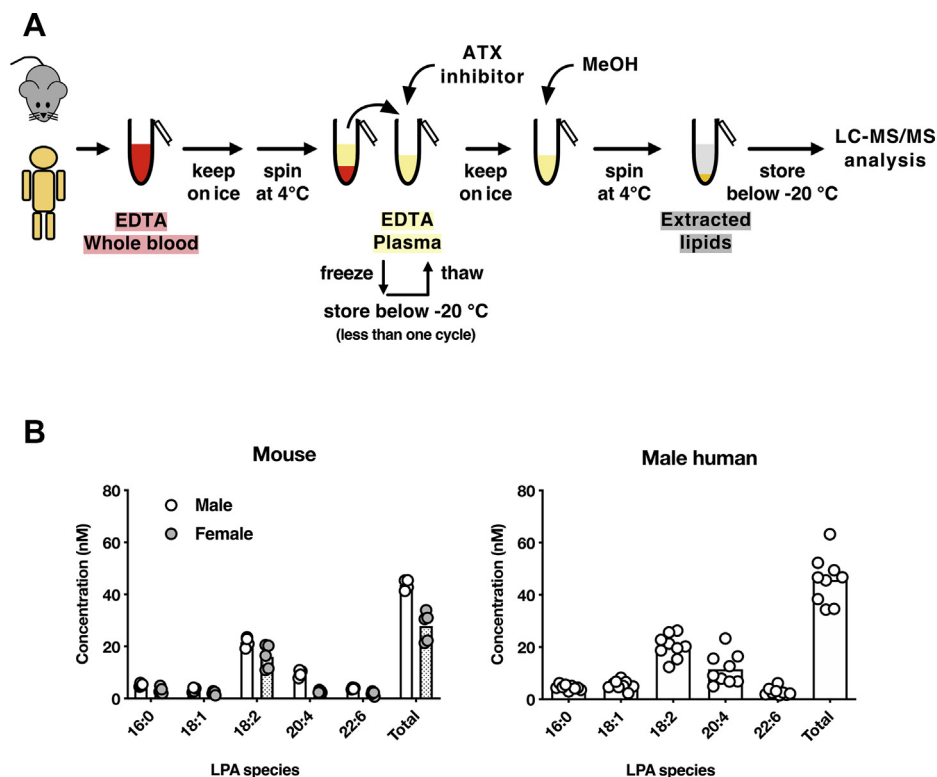 A
ATX
inhibitor
MeOH
keep
on ice
spin
at 4°C
keep
on ice
spin
at 4°C
store
below -20 °C
LC-MS/MS
analysis
EDTA
Whole blood
EDTA
Plasma
Extracted
lipids
freeze
thaw
store below -20 °C
(less than one cycle)
B
Mouse
Concentration (nM)
80
60
40
20
0
Male
Female
16:0
18:1
18:2
20:4
22:6
Total
LPA species
Male human
Concentration (nM)
80
60
40
20
0
16:0
18:1
18:2
20:4
22:6
Total
LPA species